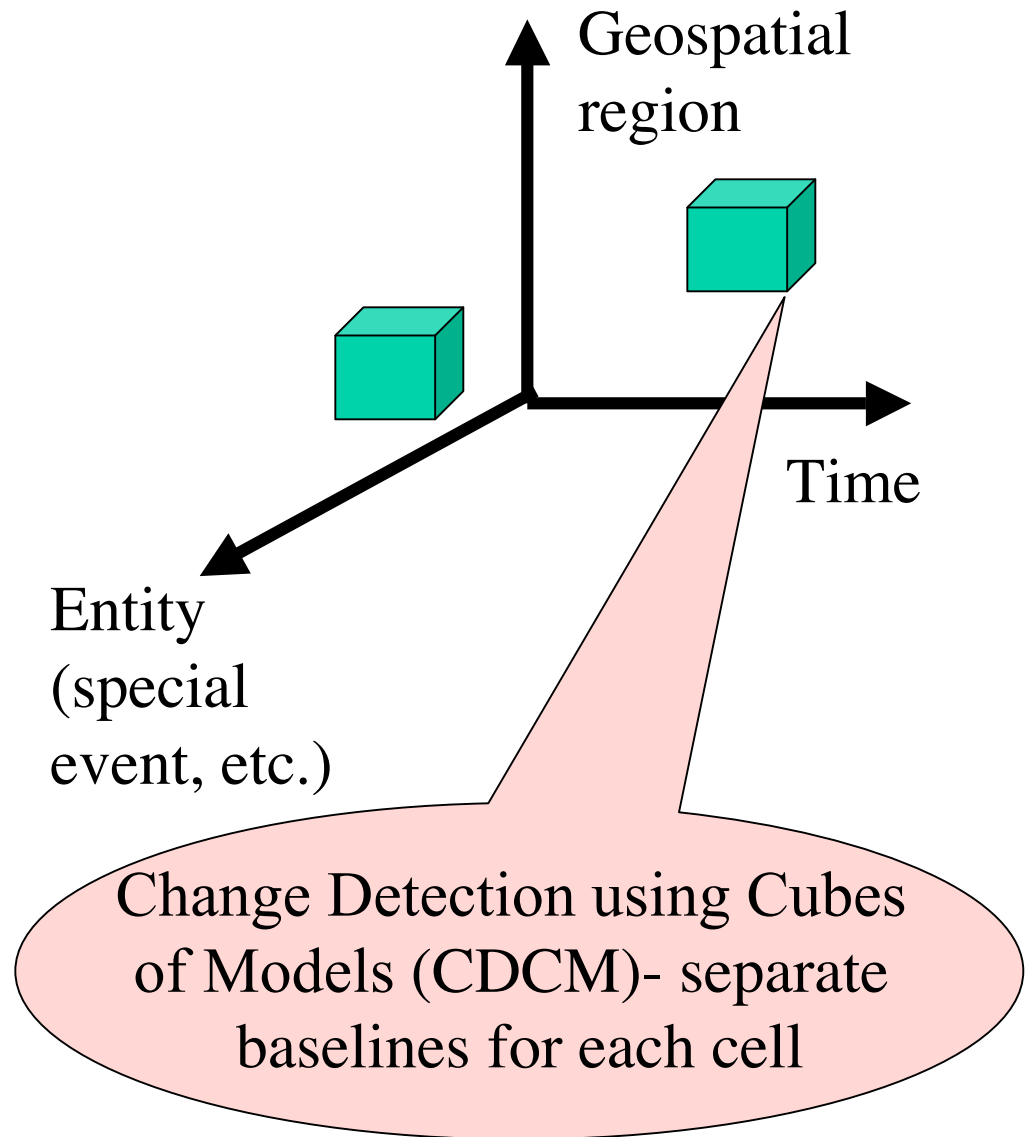 Geospatial
region
Time
Entity
(special
event, etc.)
Change Detection using Cubes
of Models (CDCM)- separate
baselines for each cell